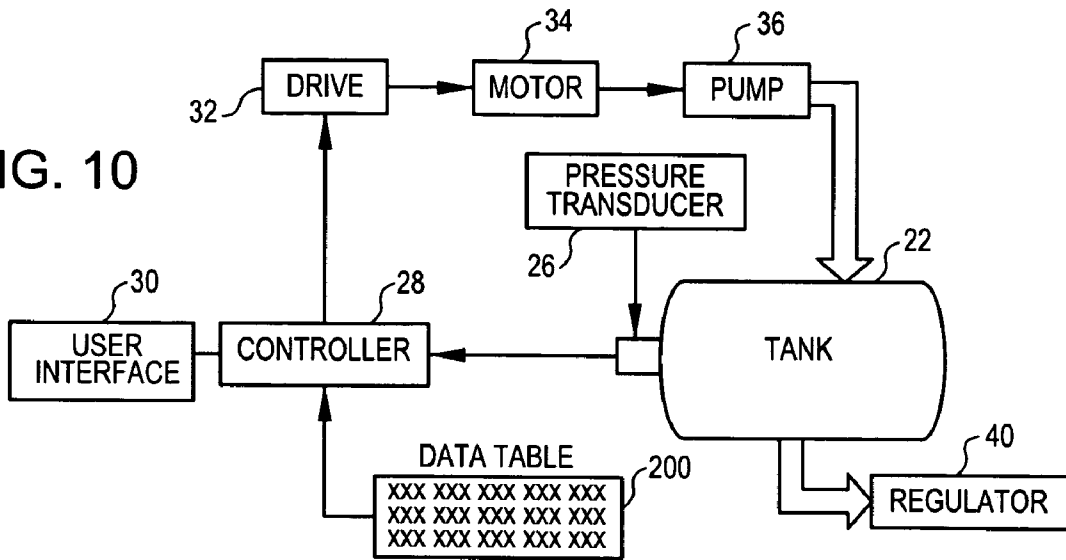 34
36
DRIVE
MOTOR
PUMP
32
IG. 10
PRESSURE
TRANSDUCER
26
22
30
28
USER
INTERFACE
CONTROLLER
TANK
DATA TABLE
200
40
XXX XXX XXX XXX XXX
XXX XXX XXX XXX XXX
XXX XXX XXX XXX XXX
REGULATOR